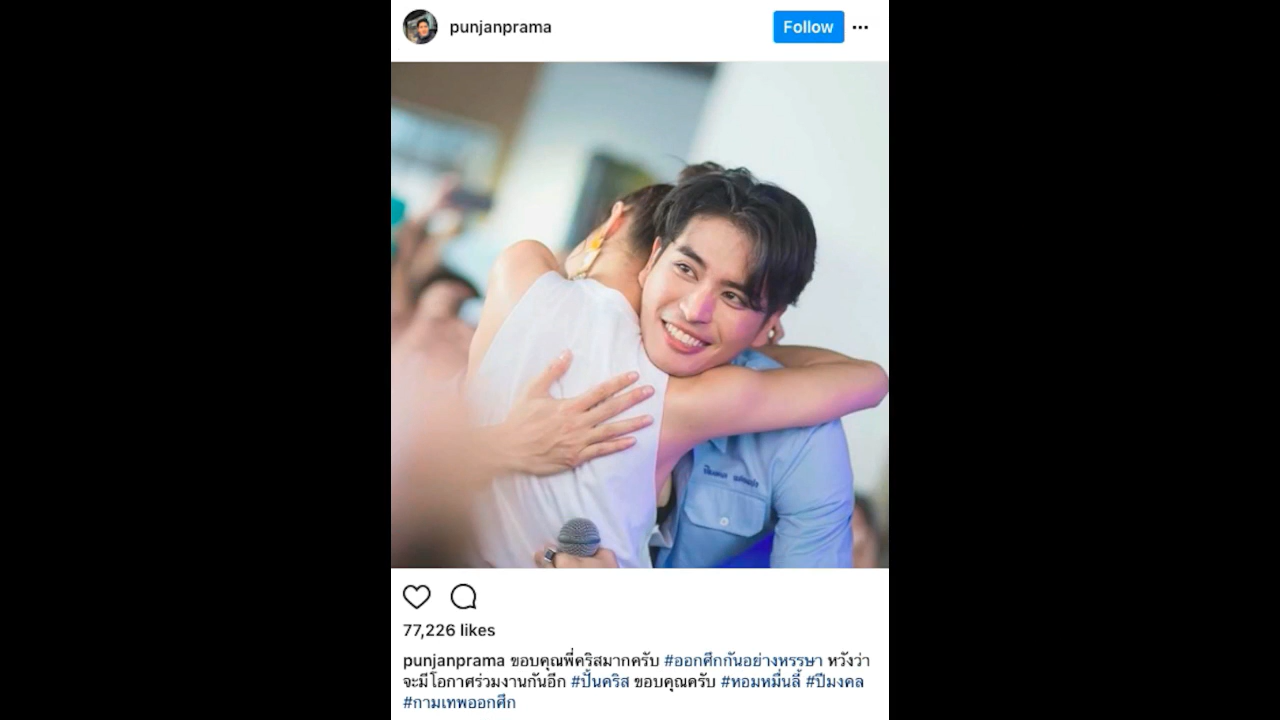 punjanprama
Follow
77,226 likes
punjanprama ขอบคุณพี่คริสมากครับ #ออกศึกกันอย่างหรรษา หวังว่า
จะมีโอกาสร่วมงานกันอีก #ปั้นคริส ขอบคุณครับ #หอมหมื่นลี้ #ปีมงคล
#กามเทพออกศึก